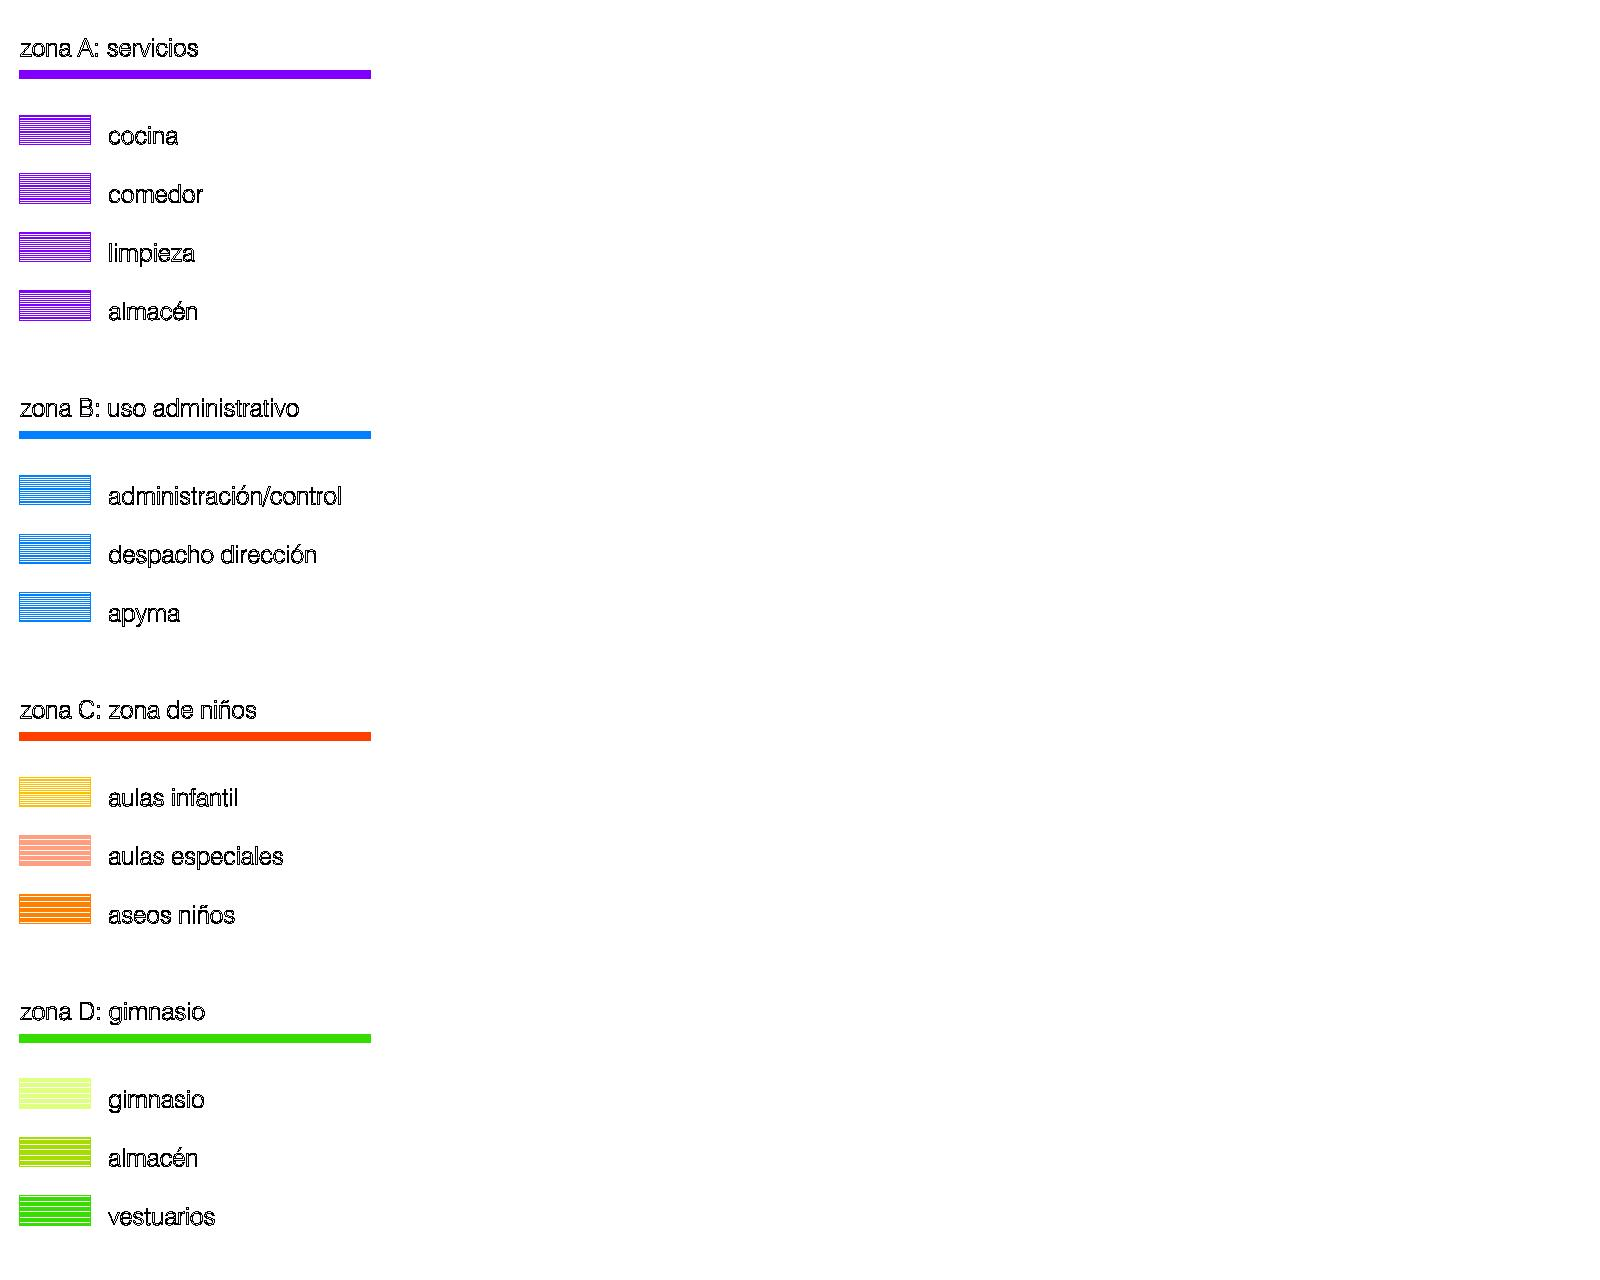 zona A: servicios
cocina
comedor
limpieza
almacén
zona B: uso administrativo
administración/control
despacho dirección
apyma
zona C: zona de niños
aulas infantil
aulas especiales
aseos niños
zona D: gimnasio
gimnasio
almacén
vestuarios